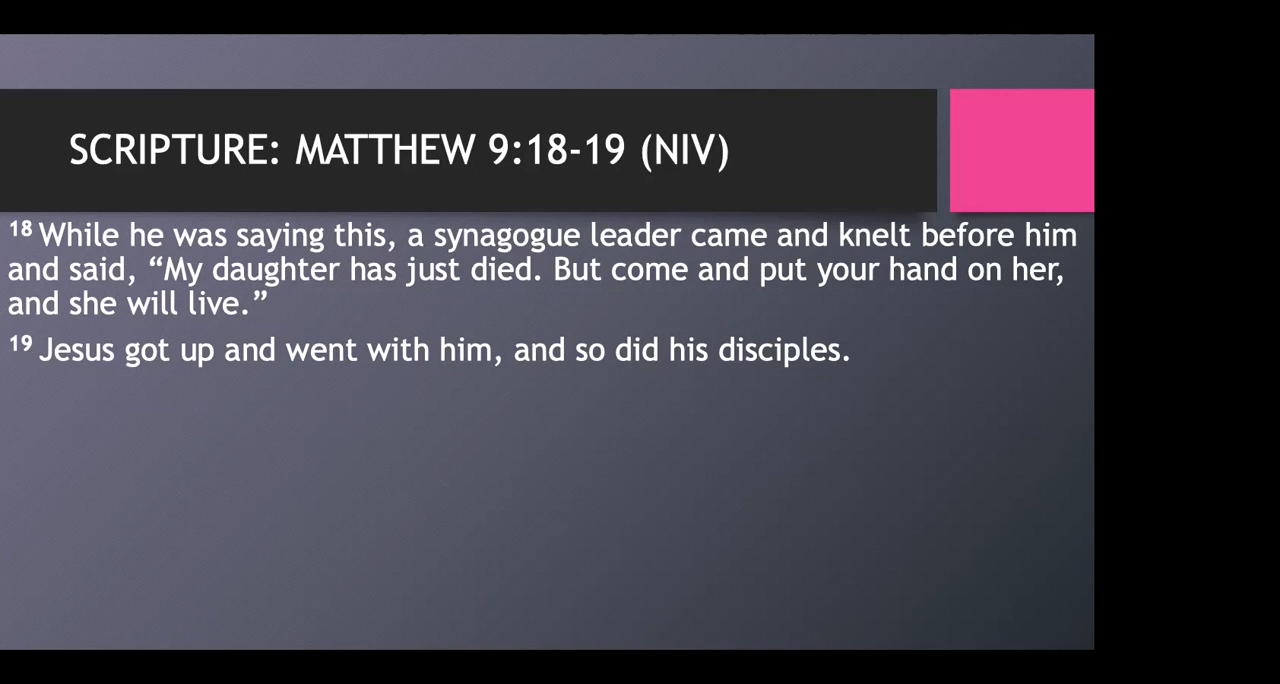 SCRIPTURE: MATTHEW 9:18-19 (NIV)
18 While he was saying this, a synagogue leader came and knelt before him
and said, “My daughter has just died. But come and put your hand on her,
and she will live.”
19 Jesus got up and went with him, and so did his disciples.